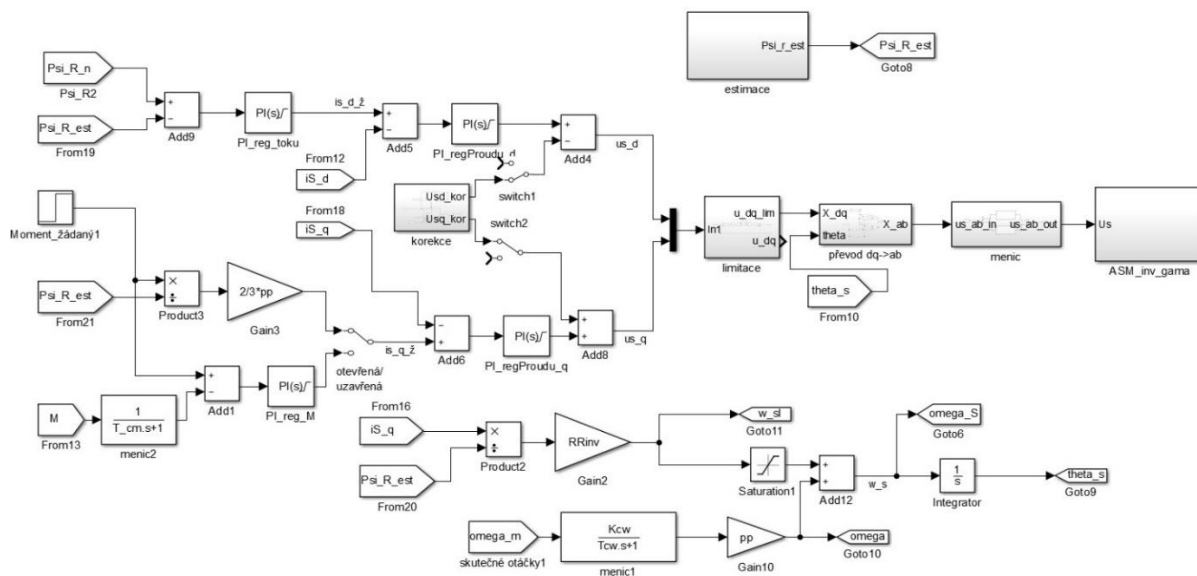 Psi_r_est
Psi_R_est
Goto8
estimace
Psi_R_n
Psi_R2
Psi_R_est
From19
+
−
Add9
PI(s)
PI_reg_toku
is_d_ž
From12
iS_d
+
−
Add5
PI(s)
PI_regProudu_d
+
−
Add4
us_d
switch1
Usd_kor
Usq_kor
korekce
switch2
From18
iS_q
Moment_žádaný1
Psi_R_est
From21
×
÷
Product3
2/3*pp
Gain3
otevřená/
uzavřená
is_q_ž
−
+
Add6
PI(s)
PI_regProudu_q
+
+
Add8
us_q
In1
u_dq_lim
u_dq
limitace
X_dq
theta
X_ab
převod dq->ab
theta_s
From10
us_ab_in
us_ab_out
menic
Us
ASM_inv_gama
M
From13
1
T_cm.s+1
menic2
+
−
Add1
PI(s)
PI_reg_M
From16
iS_q
Psi_R_est
From20
×
÷
Product2
RRinv
Gain2
w_sl
Goto11
Saturation1
+
+
Add12
w_s
omega_S
Goto6
1
s
Integrator
theta_s
Goto9
omega_m
skutečné otáčky1
Kcw
Tcw.s+1
menic1
pp
Gain10
omega
Goto10